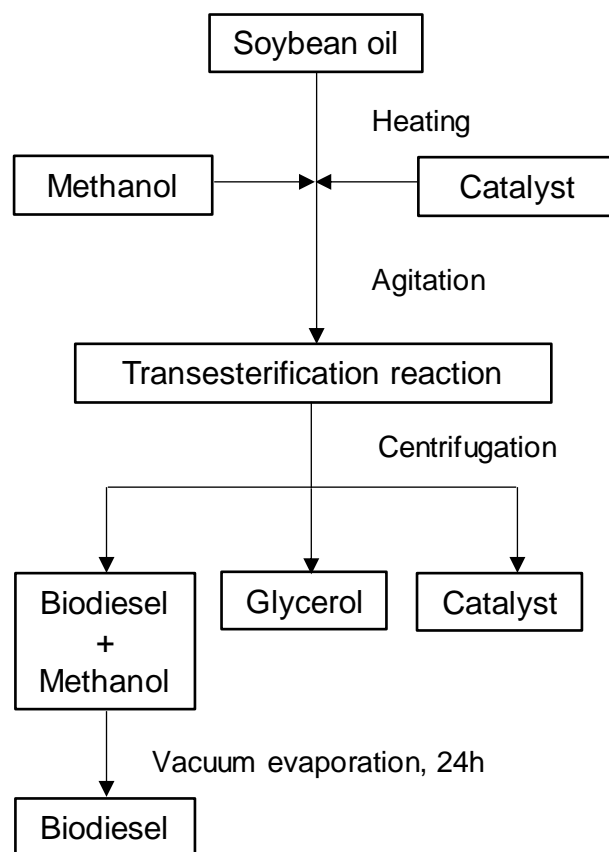 Soybean oil
Heating
Methanol
Catalyst
Agitation
Transesterification reaction
Centrifugation
Biodiesel
+
Methanol
Glycerol
Catalyst
Vacuum evaporation, 24h
Biodiesel